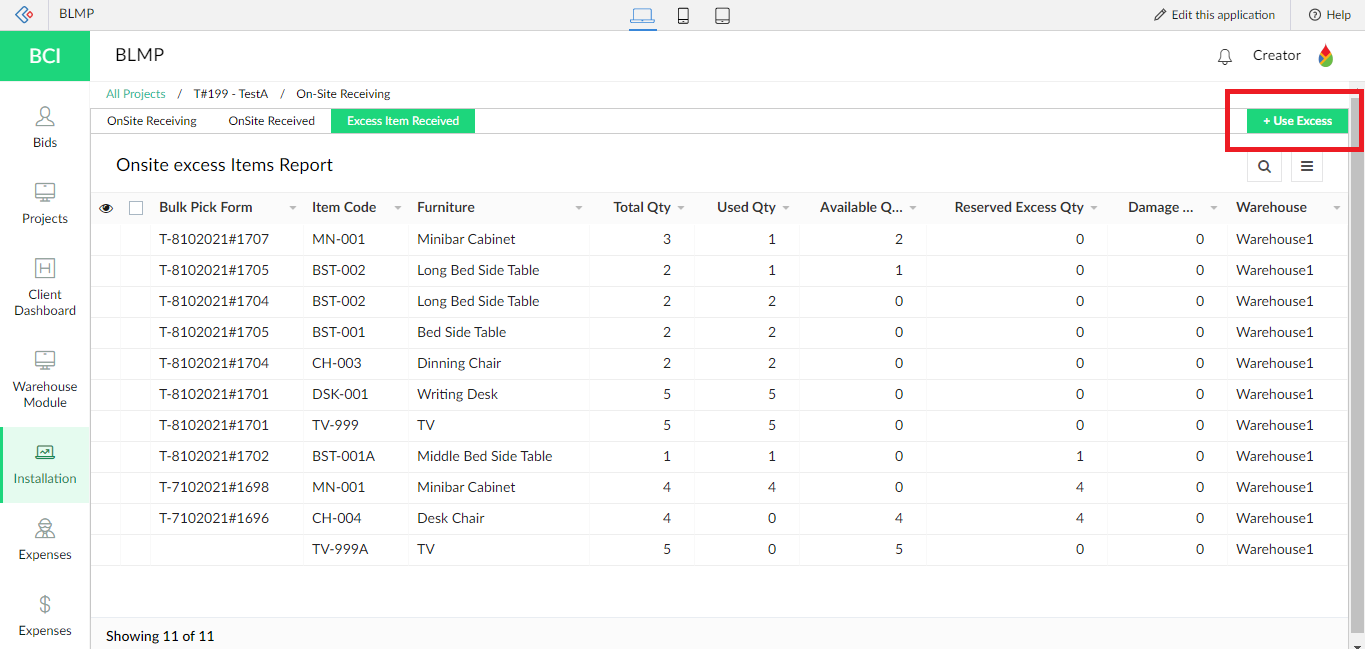 BLMP
Edit this application
Help
BCI
BLMP
Creator
Bids
Projects
Client
Dashboard
Warehouse
Module
Installation
Expenses
Expenses
All Projects / T#199 - TestA / On-Site Receiving
OnSite Receiving OnSite Received Excess Item Received + Use Excess
Onsite excess Items Report
Bulk Pick Form Item Code Furniture Total Qty Used Qty Available Q... Reserved Excess Qty Damage ... Warehouse
T-8102021#1707 MN-001 Minibar Cabinet 3 1 2 0 0 Warehouse1
T-8102021#1705 BST-002 Long Bed Side Table 2 1 1 0 0 Warehouse1
T-8102021#1704 BST-002 Long Bed Side Table 2 2 0 0 0 Warehouse1
T-8102021#1705 BST-001 Bed Side Table 2 2 0 0 0 Warehouse1
T-8102021#1704 CH-003 Dinning Chair 2 2 0 0 0 Warehouse1
T-8102021#1701 DSK-001 Writing Desk 5 5 0 0 0 Warehouse1
T-8102021#1701 TV-999 TV 5 5 0 0 0 Warehouse1
T-8102021#1702 BST-001A Middle Bed Side Table 1 1 0 1 0 Warehouse1
T-7102021#1698 MN-001 Minibar Cabinet 4 4 0 4 0 Warehouse1
T-7102021#1696 CH-004 Desk Chair 4 0 4 4 0 Warehouse1
TV-999A TV 5 0 5 0 0 Warehouse1
Showing 11 of 11